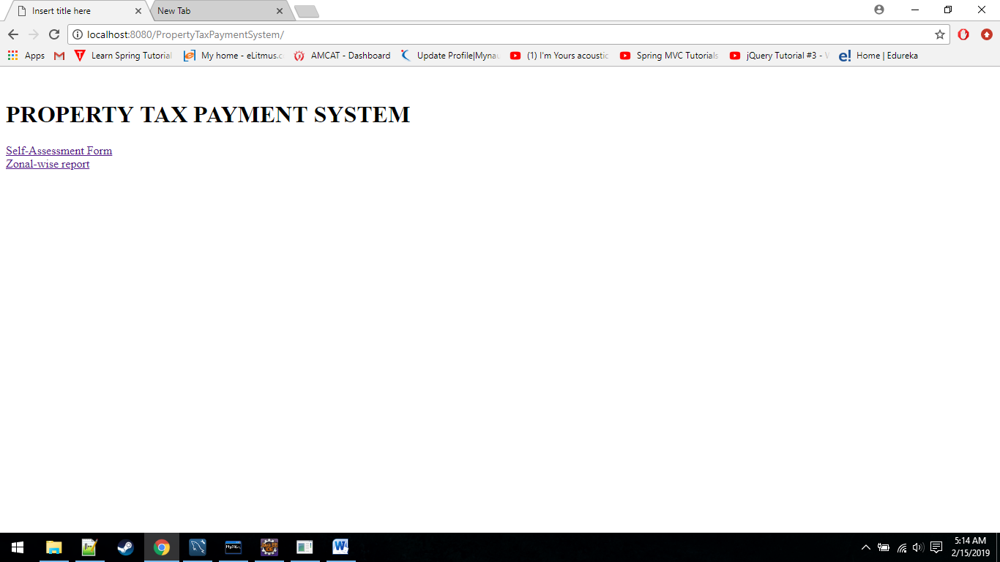 Insert title here
New Tab
localhost:8080/PropertyTaxPaymentSystem/
Apps Learn Spring Tutorial My home - eLitmus.c AMCAT - Dashboard Update Profile|Myna (1) I'm Yours acoustic Spring MVC Tutorials jQuery Tutorial #3 - e! Home | Edureka
PROPERTY TAX PAYMENT SYSTEM
Self-Assessment Form
Zonal-wise report
5:14 AM
2/15/2019